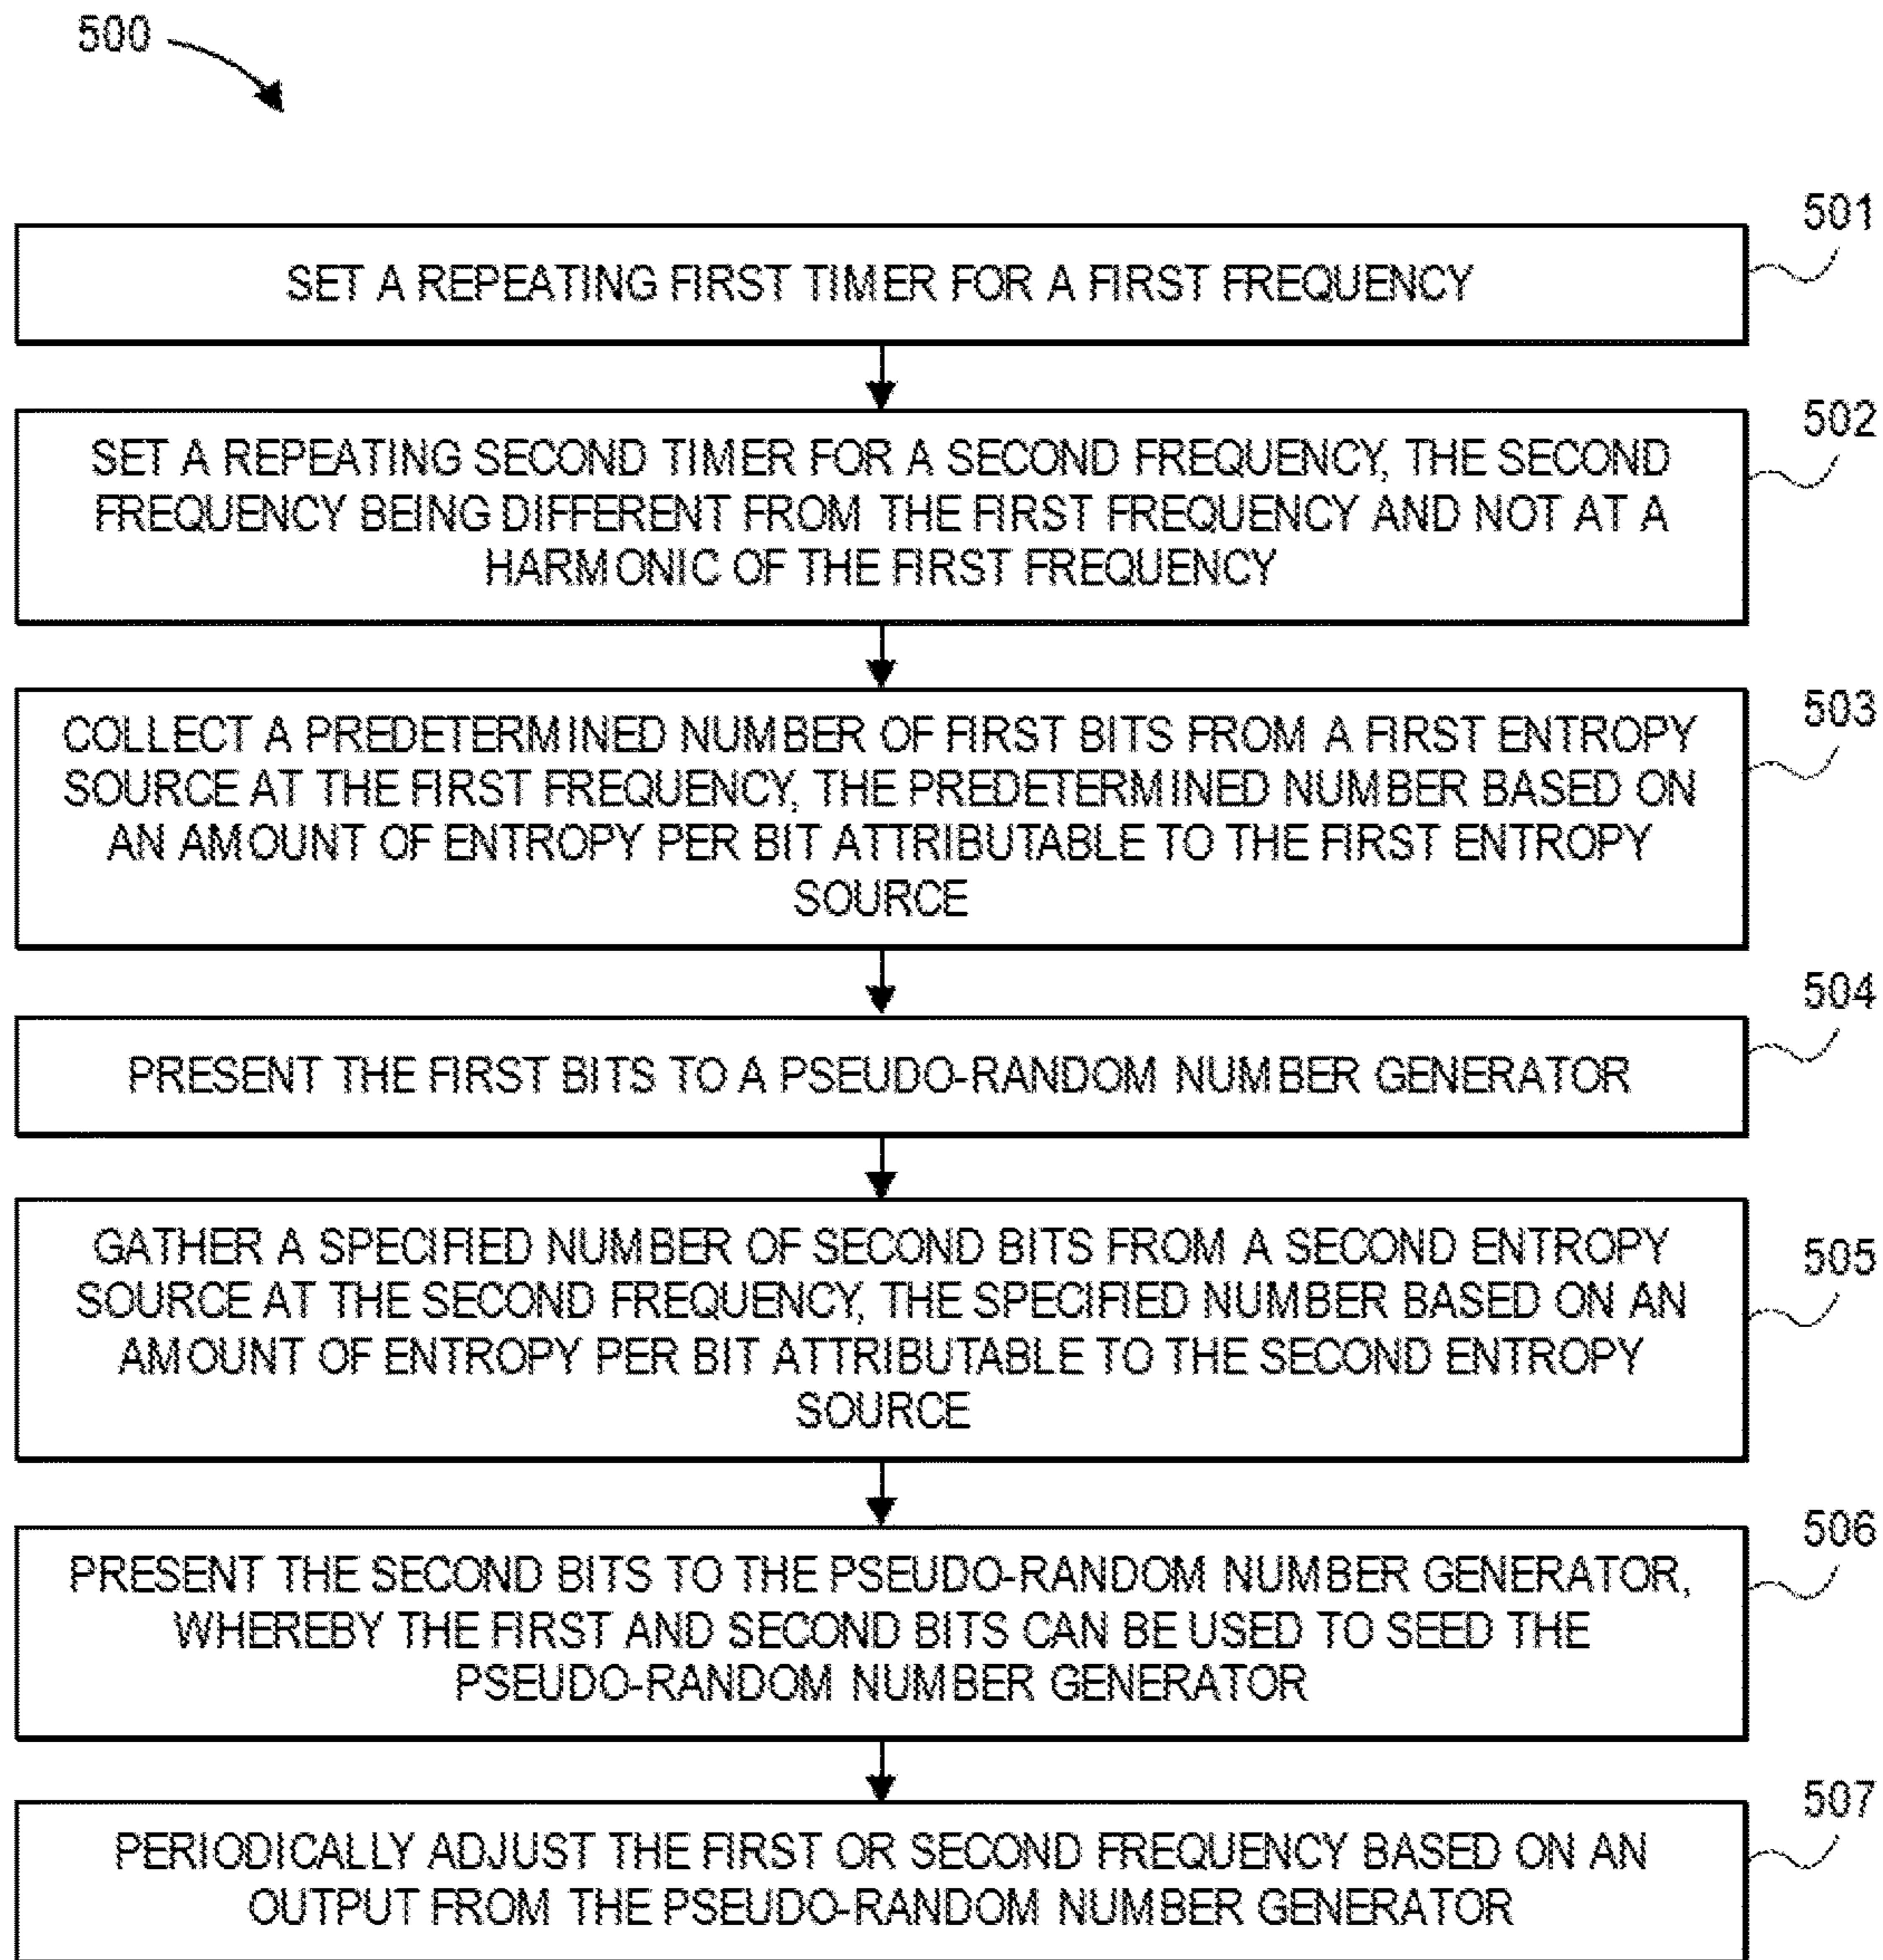 500
501
SET A REPEATING FIRST TIMER FOR A FIRST FREQUENCY
502
SET A REPEATING SECOND TIMER FOR A SECOND FREQUENCY, THE SECOND
FREQUENCY BEING DIFFERENT FROM THE FIRST FREQUENCY AND NOT AT A
HARMONIC OF THE FIRST FREQUENCY
503
COLLECT A PREDETERMINED NUMBER OF FIRST BITS FROM A FIRST ENTROPY
SOURCE AT THE FIRST FREQUENCY, THE PREDETERMINED NUMBER BASED ON
AN AMOUNT OF ENTROPY PER BIT ATTRIBUTABLE TO THE FIRST ENTROPY
SOURCE
504
PRESENT THE FIRST BITS TO A PSEUDO-RANDOM NUMBER GENERATOR
505
GATHER A SPECIFIED NUMBER OF SECOND BITS FROM A SECOND ENTROPY
SOURCE AT THE SECOND FREQUENCY, THE SPECIFIED NUMBER BASED ON AN
AMOUNT OF ENTROPY PER BIT ATTRIBUTABLE TO THE SECOND ENTROPY
SOURCE
506
PRESENT THE SECOND BITS TO THE PSEUDO-RANDOM NUMBER GENERATOR,
WHEREBY THE FIRST AND SECOND BITS CAN BE USED TO SEED THE
PSEUDO-RANDOM NUMBER GENERATOR
507
PERIODICALLY ADJUST THE FIRST OR SECOND FREQUENCY BASED ON AN
OUTPUT FROM THE PSEUDO-RANDOM NUMBER GENERATOR